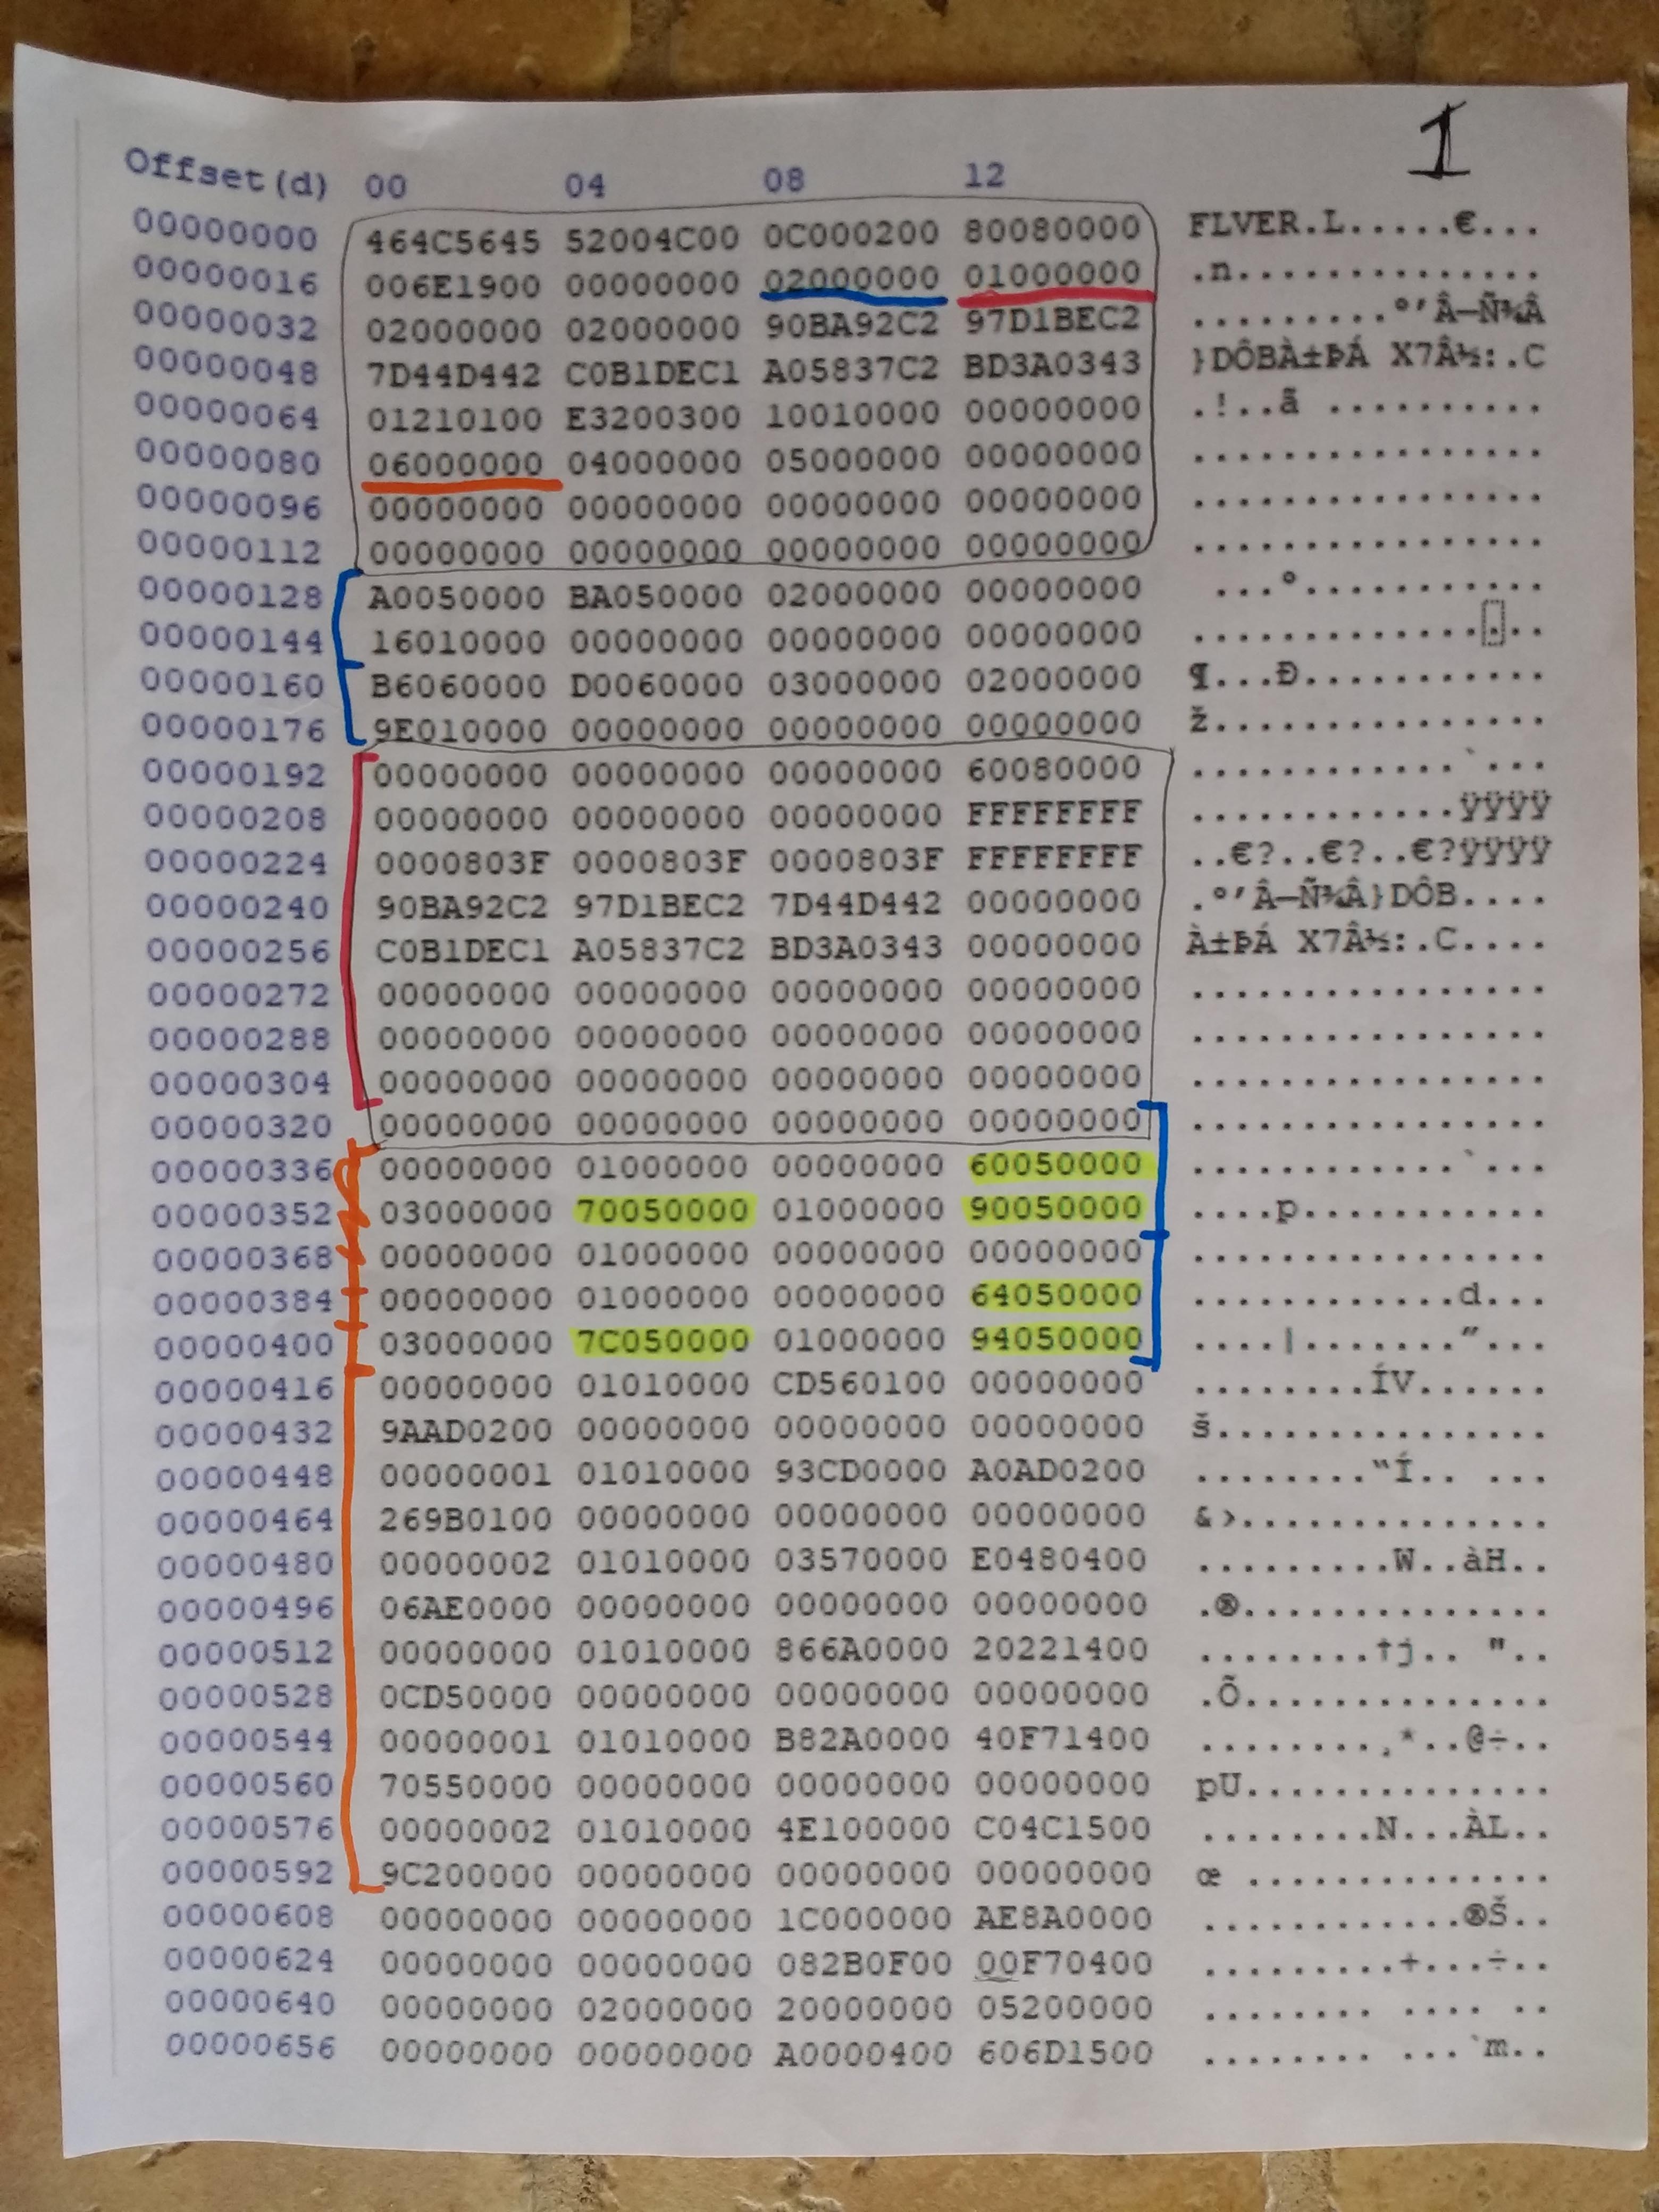 1
Offset(d) 00 04 08 12
00000000 464C5645 52004C00 0C000200 80080000 FLVER.L.....€...
00000016 006E1900 00000000 02000000 01000000 .n..............
00000032 02000000 02000000 90BA92C2 97D1BEC2 .........º’Â—Ñ¾Â
00000048 7D44D442 C0B1DEC1 A05837C2 BD3A0343 }DÔBÀ±ÞÁ X7Â½:.C
00000064 01210100 E3200300 10010000 00000000 .!..ã ..........
00000080 06000000 04000000 05000000 00000000 ................
00000096 00000000 00000000 00000000 00000000 ................
00000112 00000000 00000000 00000000 00000000 ................
00000128 A0050000 BA050000 02000000 00000000  ...º...........
00000144 16010000 00000000 00000000 00000000 ................
00000160 B6060000 D0060000 03000000 02000000 ¶...Ð...........
00000176 9E010000 00000000 00000000 00000000 ž...............
00000192 00000000 00000000 00000000 60080000 ............`...
00000208 00000000 00000000 00000000 FFFFFFFF ............ÿÿÿÿ
00000224 0000803F 0000803F 0000803F FFFFFFFF ..€?..€?..€?ÿÿÿÿ
00000240 90BA92C2 97D1BEC2 7D44D442 00000000 .º’Â—Ñ¾Â}DÔB....
00000256 C0B1DEC1 A05837C2 BD3A0343 00000000 À±ÞÁ X7Â½:.C....
00000272 00000000 00000000 00000000 00000000 ................
00000288 00000000 00000000 00000000 00000000 ................
00000304 00000000 00000000 00000000 00000000 ................
00000320 00000000 00000000 00000000 00000000 ................
00000336 00000000 01000000 00000000 60050000 ............`...
00000352 03000000 70050000 01000000 90050000 ....p...........
00000368 00000000 01000000 00000000 00000000 ................
00000384 00000000 01000000 00000000 64050000 ............d...
00000400 03000000 7C050000 01000000 94050000 ....|.......”...
00000416 00000000 01010000 CD560100 00000000 ........ÍV......
00000432 9AAD0200 00000000 00000000 00000000 š...............
00000448 00000001 01010000 93CD0000 A0AD0200 ........“Í.. ...
00000464 269B0100 00000000 00000000 00000000 &›..............
00000480 00000002 01010000 03570000 E0480400 .........W..àH..
00000496 06AE0000 00000000 00000000 00000000 .®..............
00000512 00000000 01010000 866A0000 20221400 ........†j.. "..
00000528 0CD50000 00000000 00000000 00000000 .Õ..............
00000544 00000001 01010000 B82A0000 40F71400 ........¸*..@÷..
00000560 70550000 00000000 00000000 00000000 pU..............
00000576 00000002 01010000 4E100000 C04C1500 ........N...ÀL..
00000592 9C200000 00000000 00000000 00000000 œ ..............
00000608 00000000 00000000 1C000000 AE8A0000 ............®Š..
00000624 00000000 00000000 082B0F00 00F70400 .........+...÷..
00000640 00000000 02000000 20000000 05200000 ........ .... ..
00000656 00000000 00000000 A0000400 606D1500 ........ ...`m..